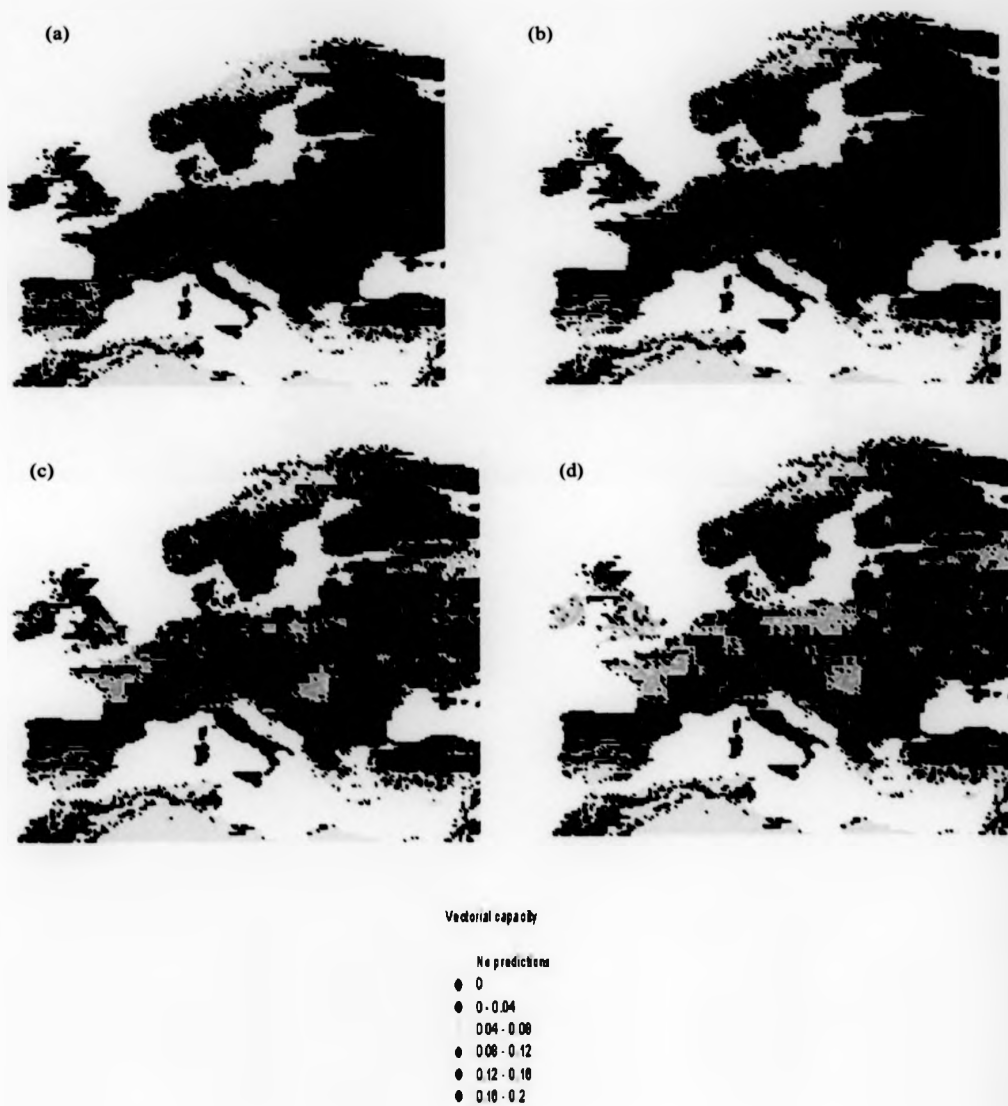 (a)
(b)
(c)
(d)
Vectorial capacity
No predictions
0
0 - 0.04
0.04 - 0.08
0.08 - 0.12
0.12 - 0.16
0.16 - 0.2